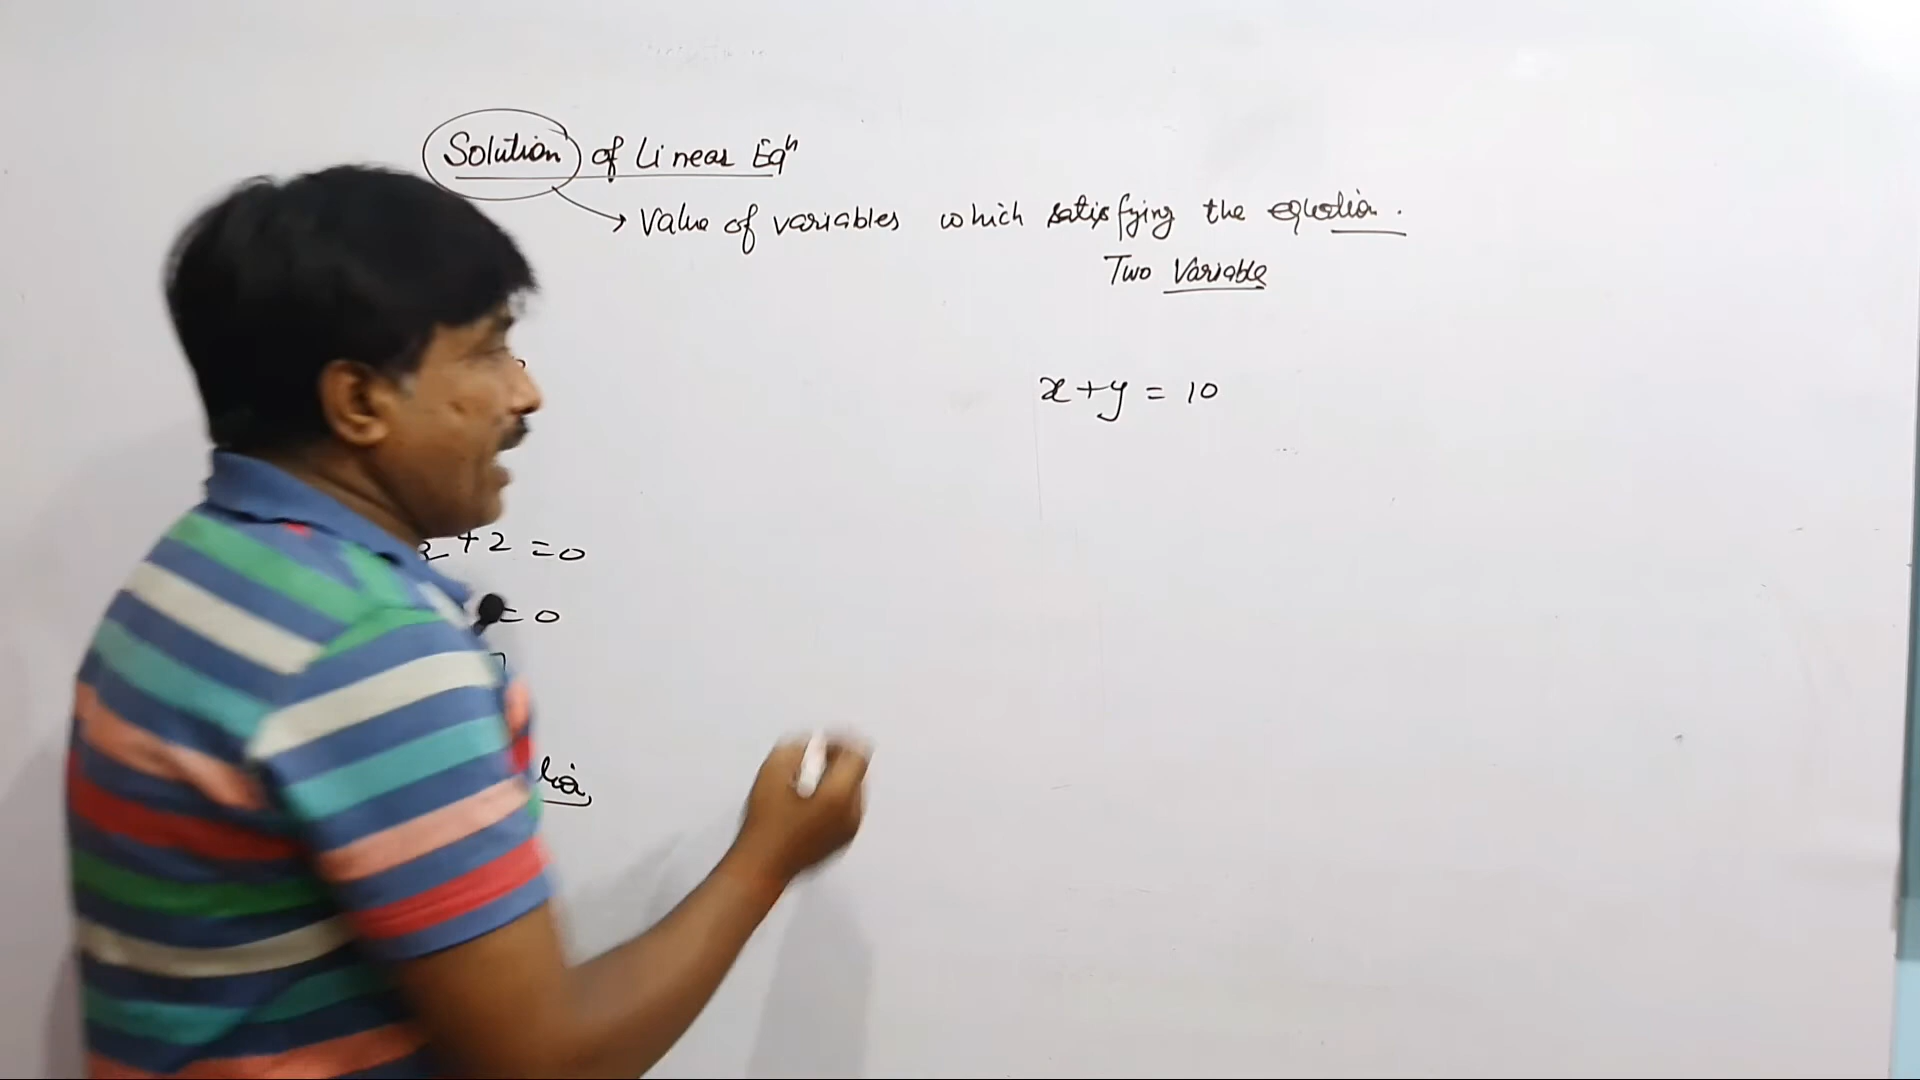 Solution of Linear Eqn
→ Value of variables which satisfying the equation.
Two Variable
x+y = 10
+2 =0
= 0